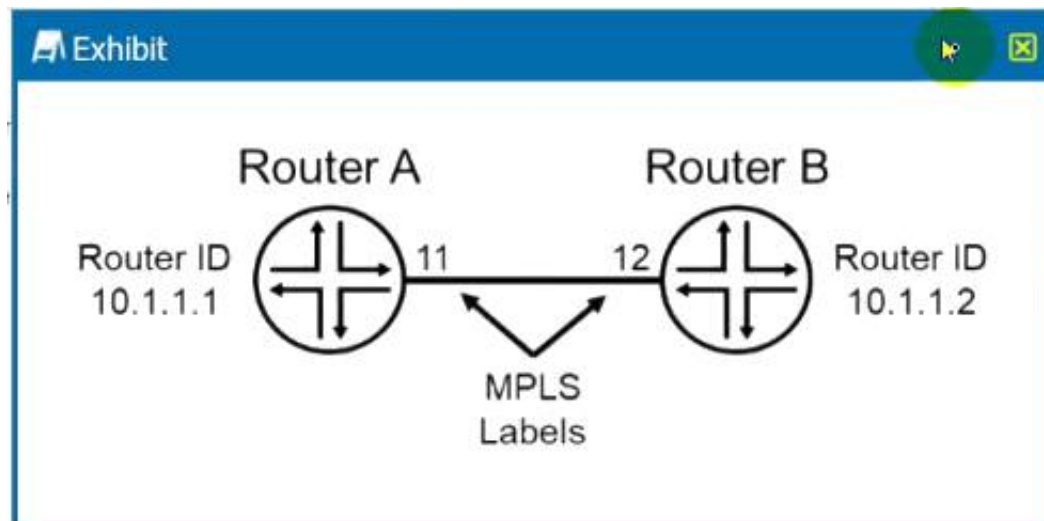 Exhibit
Router A
Router B
Router ID
10.1.1.1
11
12
Router ID
10.1.1.2
MPLS
Labels